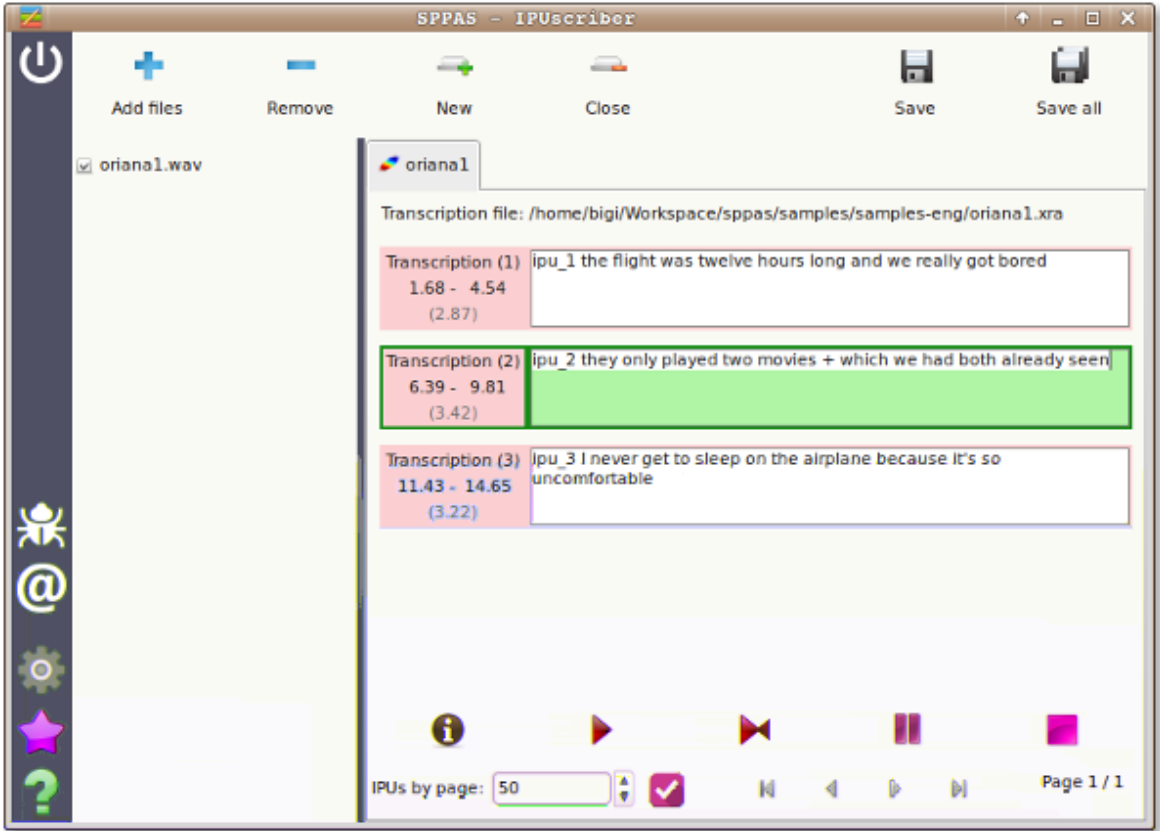 SPPAS - IPUscriber
Add files Remove New Close Save Save all
oriana1.wav
oriana1
Transcription file: /home/bigi/Workspace/sppas/samples/samples-eng/oriana1.xra
Transcription (1)
1.68 - 4.54
(2.87)
ipu_1 the flight was twelve hours long and we really got bored
Transcription (2)
6.39 - 9.81
(3.42)
ipu_2 they only played two movies + which we had both already seen
Transcription (3)
11.43 - 14.65
(3.22)
ipu_3 I never get to sleep on the airplane because it's so
uncomfortable
@
?
IPUs by page: 50
Page 1 / 1